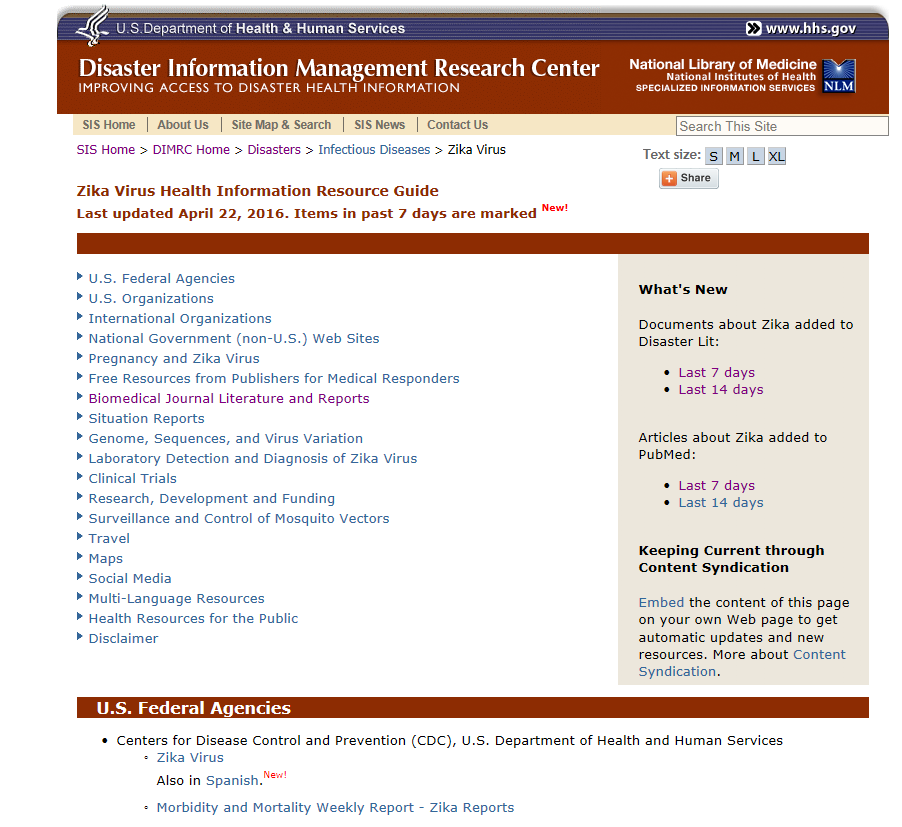 U.S.Department of Health & Human Services
www.hhs.gov
Disaster Information Management Research Center
IMPROVING ACCESS TO DISASTER HEALTH INFORMATION
National Library of Medicine
National Institutes of Health
SPECIALIZED INFORMATION SERVICES
NLM
SIS Home | About Us | Site Map & Search | SIS News | Contact Us
Search This Site
SIS Home > DIMRC Home > Disasters > Infectious Diseases > Zika Virus
Text size: S M L XL
Share
Zika Virus Health Information Resource Guide
Last updated April 22, 2016. Items in past 7 days are marked New!
U.S. Federal Agencies
U.S. Organizations
International Organizations
National Government (non-U.S.) Web Sites
Pregnancy and Zika Virus
Free Resources from Publishers for Medical Responders
Biomedical Journal Literature and Reports
Situation Reports
Genome, Sequences, and Virus Variation
Laboratory Detection and Diagnosis of Zika Virus
Clinical Trials
Research, Development and Funding
Surveillance and Control of Mosquito Vectors
Travel
Maps
Social Media
Multi-Language Resources
Health Resources for the Public
Disclaimer
What's New
Documents about Zika added to
Disaster Lit:
• Last 7 days
• Last 14 days
Articles about Zika added to
PubMed:
• Last 7 days
• Last 14 days
Keeping Current through
Content Syndication
Embed the content of this page
on your own Web page to get
automatic updates and new
resources. More about Content
Syndication.
U.S. Federal Agencies
• Centers for Disease Control and Prevention (CDC), U.S. Department of Health and Human Services
◦ Zika Virus
Also in Spanish.New!
◦ Morbidity and Mortality Weekly Report - Zika Reports